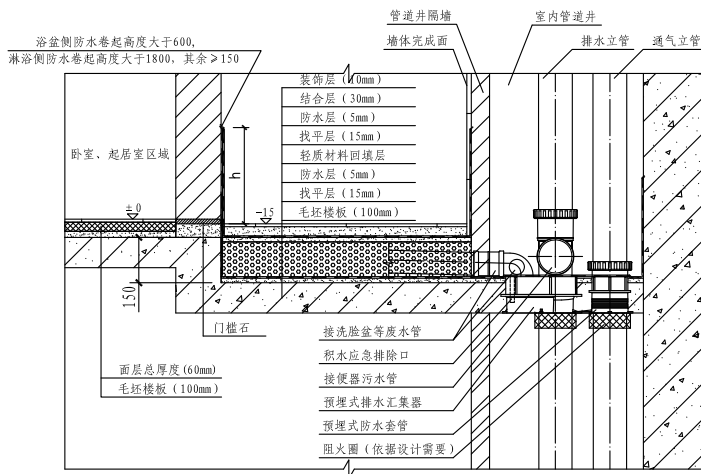 管道井隔墙
室内管道井
墙体完成面
排水立管
通气立管
浴盆侧防水卷起高度大于600,
淋浴侧防水卷起高度大于1800，其余≥150
装饰层（10mm）
结合层（30mm）
防水层（5mm）
找平层（15mm）
轻质材料回填层
防水层（5mm）
找平层（15mm）
毛坯楼板（100mm）
卧室、起居室区域
h
±0
-15
150
门槛石
面层总厚度(60mm)
毛坯楼板（100mm）
接洗脸盆等废水管
积水应急排除口
接便器污水管
预埋式排水汇集器
预埋式防水套管
阻火圈（依据设计需要）